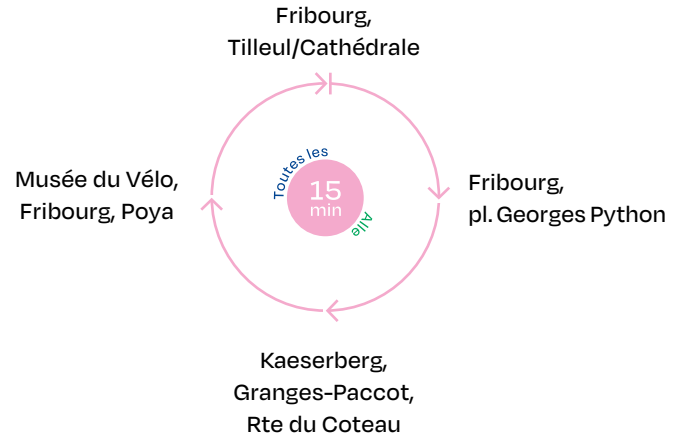 Fribourg,
Tilleul/Cathédrale
Toutes les
15
min
Alle
Musée du Vélo,
Fribourg, Poya
Fribourg,
pl. Georges Python
Kaeserberg,
Granges-Paccot,
Rte du Coteau